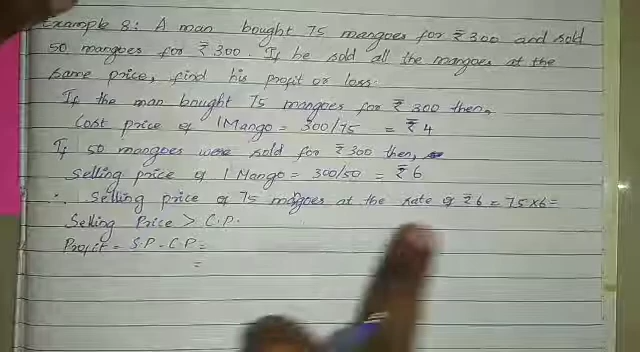 Example 8: A man bought 75 mangoes for ₹300 and sold
50 mangoes for ₹300. If he sold all the mangoes at the
same price, find his profit or loss.
If the man bought 75 mangoes for ₹300 then,
Cost price of 1 Mango = 300/75 = ₹4
If 50 mangoes were sold for ₹300 then,
Selling price of 1 Mango = 300/50 = ₹6
∴ Selling price of 75 mangoes at the rate of ₹6 = 75×6=
Selling Price > C.P.
Profit = S.P - C.P =
=